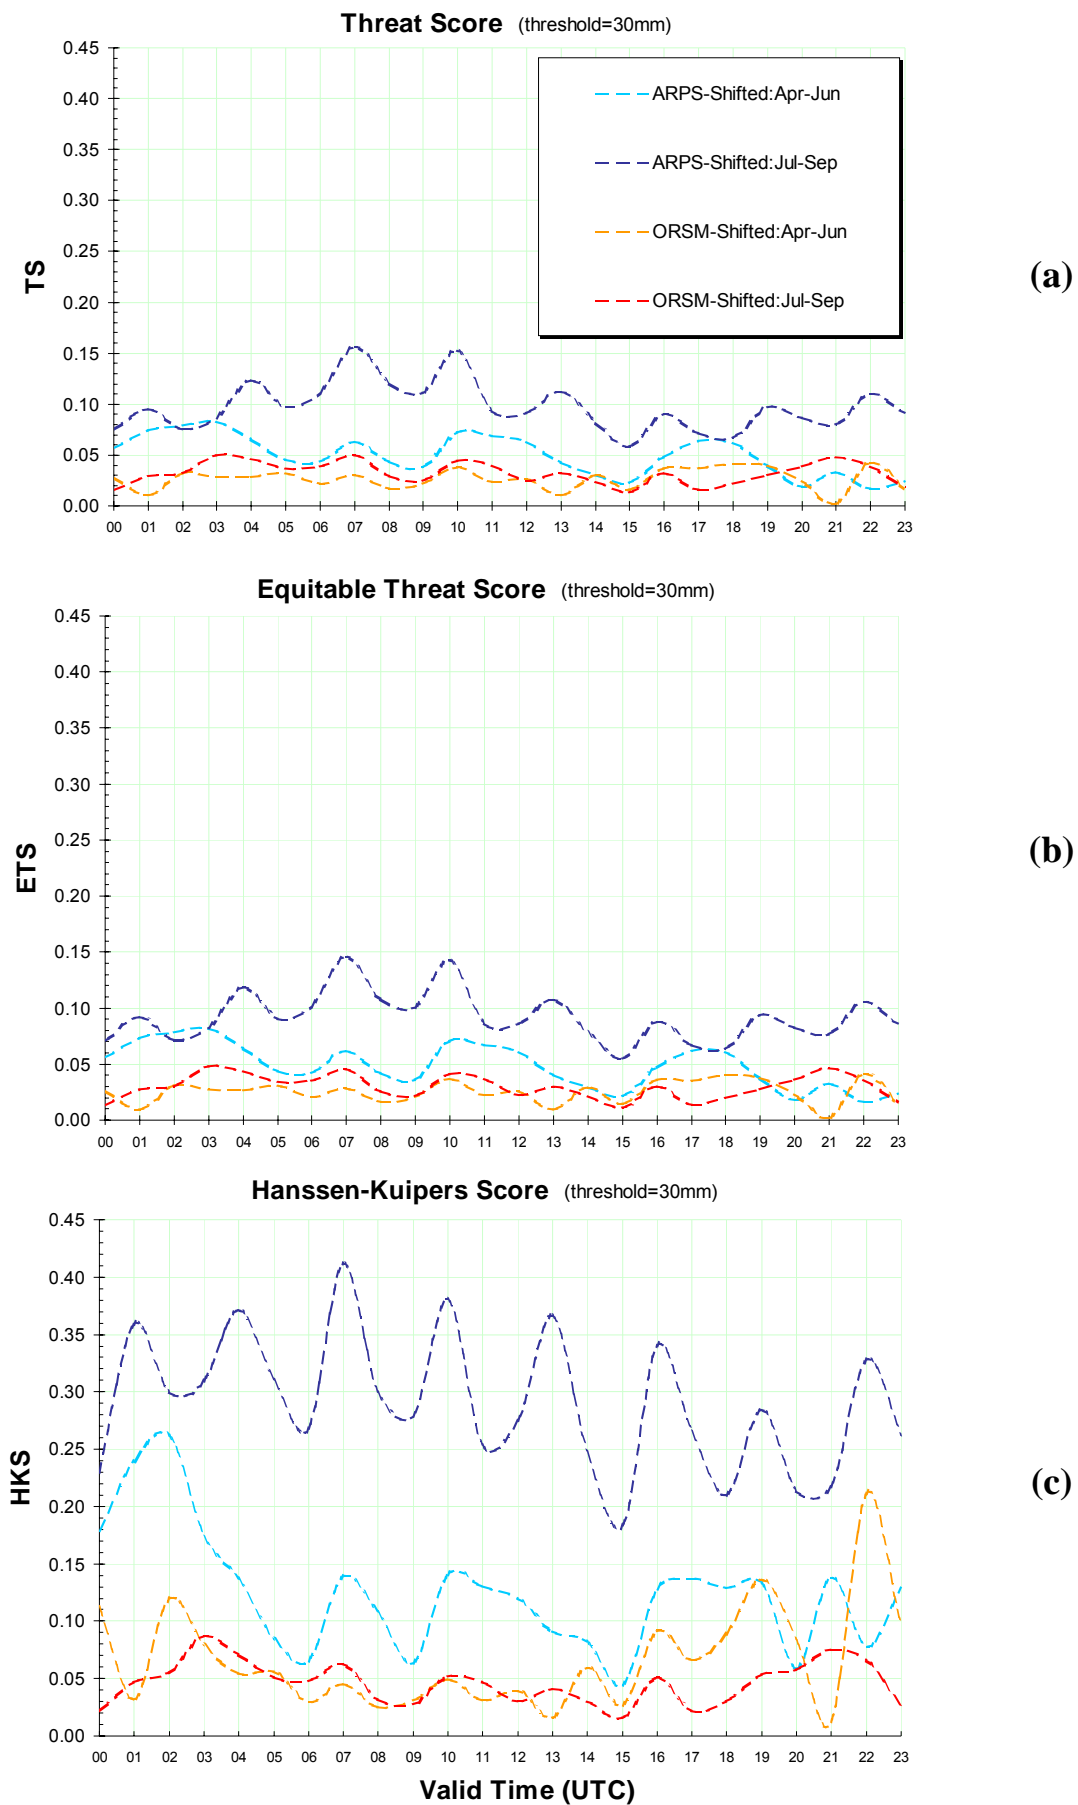 Threat Score (threshold=30mm)
0.45
0.40
0.35
0.30
0.25
0.20
0.15
0.10
0.05
0.00
TS
ARPS-Shifted:Apr-Jun
ARPS-Shifted:Jul-Sep
ORSM-Shifted:Apr-Jun
ORSM-Shifted:Jul-Sep
00 01 02 03 04 05 06 07 08 09 10 11 12 13 14 15 16 17 18 19 20 21 22 23
(a)
Equitable Threat Score (threshold=30mm)
0.45
0.40
0.35
0.30
0.25
0.20
0.15
0.10
0.05
0.00
ETS
00 01 02 03 04 05 06 07 08 09 10 11 12 13 14 15 16 17 18 19 20 21 22 23
(b)
Hanssen-Kuipers Score (threshold=30mm)
0.45
0.40
0.35
0.30
0.25
0.20
0.15
0.10
0.05
0.00
HKS
00 01 02 03 04 05 06 07 08 09 10 11 12 13 14 15 16 17 18 19 20 21 22 23
Valid Time (UTC)
(c)